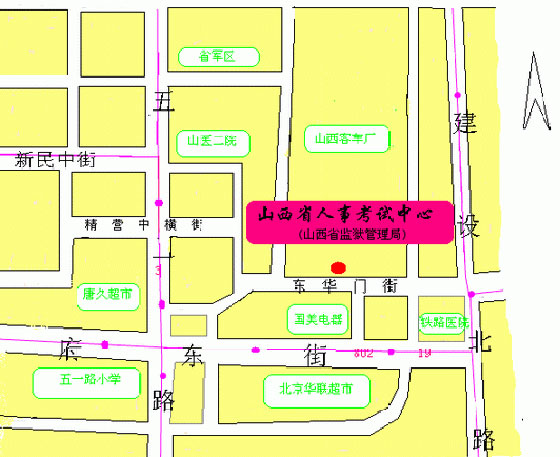 省军区
五
建
山医二院
山西客车厂
新民中街
山西省人事考试中心
(山西省监狱管理局)
设
精营中横街
一
3
东华门街
唐久超市
国美电器
铁路医院
府东街
北
802
19
五一路小学
北京华联超市
路
路